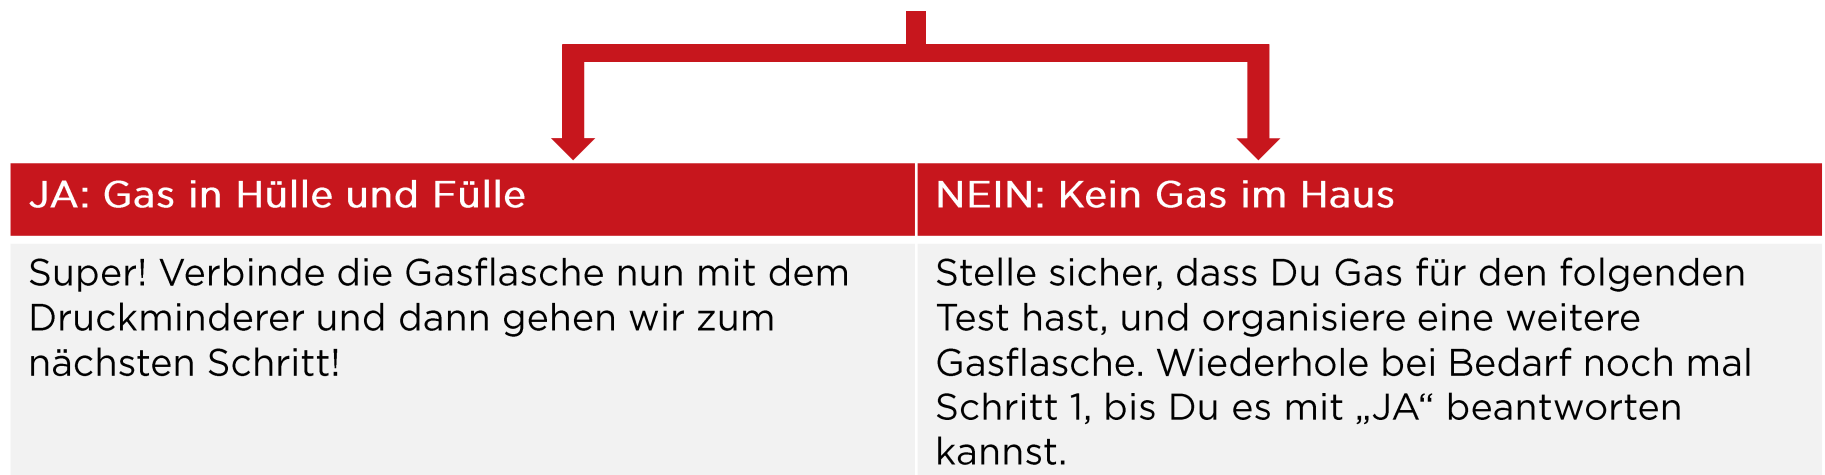 JA: Gas in Hülle und Fülle
Super! Verbinde die Gasflasche nun mit dem
Druckminderer und dann gehen wir zum
nächsten Schritt!
NEIN: Kein Gas im Haus
Stelle sicher, dass Du Gas für den folgenden
Test hast, und organisiere eine weitere
Gasflasche. Wiederhole bei Bedarf noch mal
Schritt 1, bis Du es mit „JA“ beantworten
kannst.